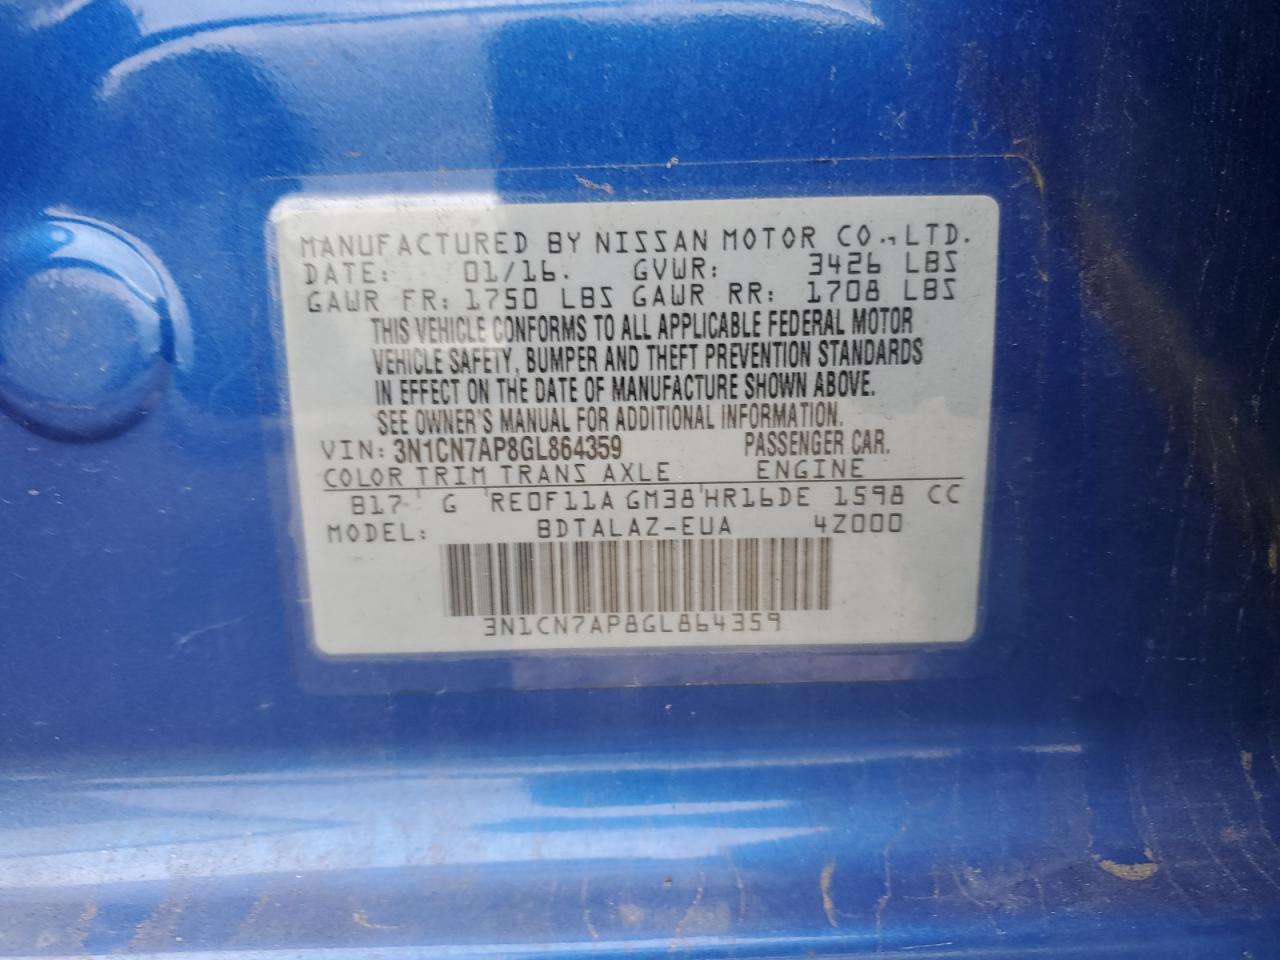 MANUFACTURED BY NISSAN MOTOR CO., LTD.
DATE: 01/16. GVWR: 3426 LBS
GAWR FR: 1750 LBS GAWR RR: 1708 LBS
THIS VEHICLE CONFORMS TO ALL APPLICABLE FEDERAL MOTOR
VEHICLE SAFETY, BUMPER AND THEFT PREVENTION STANDARDS
IN EFFECT ON THE DATE OF MANUFACTURE SHOWN ABOVE.
SEE OWNER'S MANUAL FOR ADDITIONAL INFORMATION.
VIN: 3N1CN7AP8GL864359 PASSENGER CAR.
COLOR TRIM TRANS AXLE ENGINE
B17 G RE0F11A GM38 HR16DE 1598 CC
MODEL: BDTALAZ-EUA 4Z000
3N1CN7AP8GL864359